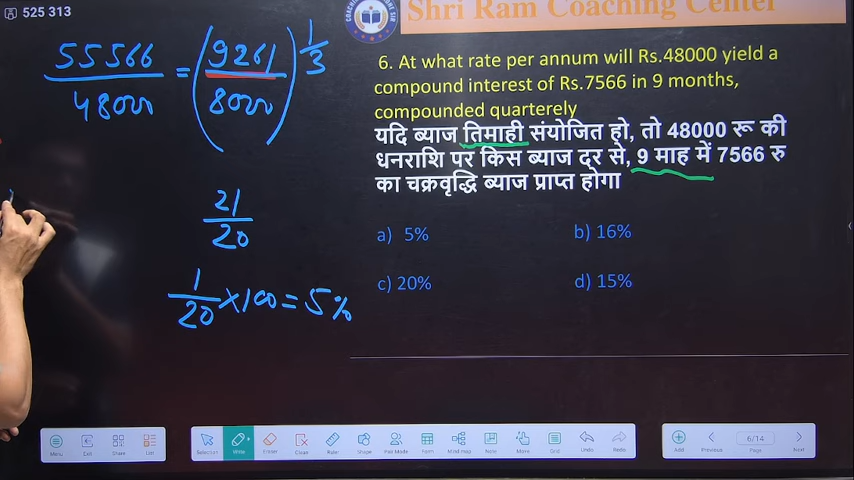 525 313
Shri Ram Coaching Center
55566 / 48000 = (9261 / 8000)^1/3
21 / 20
1 / 20 × 100 = 5%
6. At what rate per annum will Rs.48000 yield a
compound interest of Rs.7566 in 9 months,
compounded quarterely
यदि ब्याज तिमाही संयोजित हो, तो 48000 रू की
धनराशि पर किस ब्याज दर से, 9 माह में 7566 रु
का चक्रवृद्धि ब्याज प्राप्त होगा
a) 5%
b) 16%
c) 20%
d) 15%
Menu Exit Share List
Selection Write Eraser Clean Ruler Shape Pair Mode Form Mind map Note More Grid Undo Redo
Add Previous 6/14 Page Next